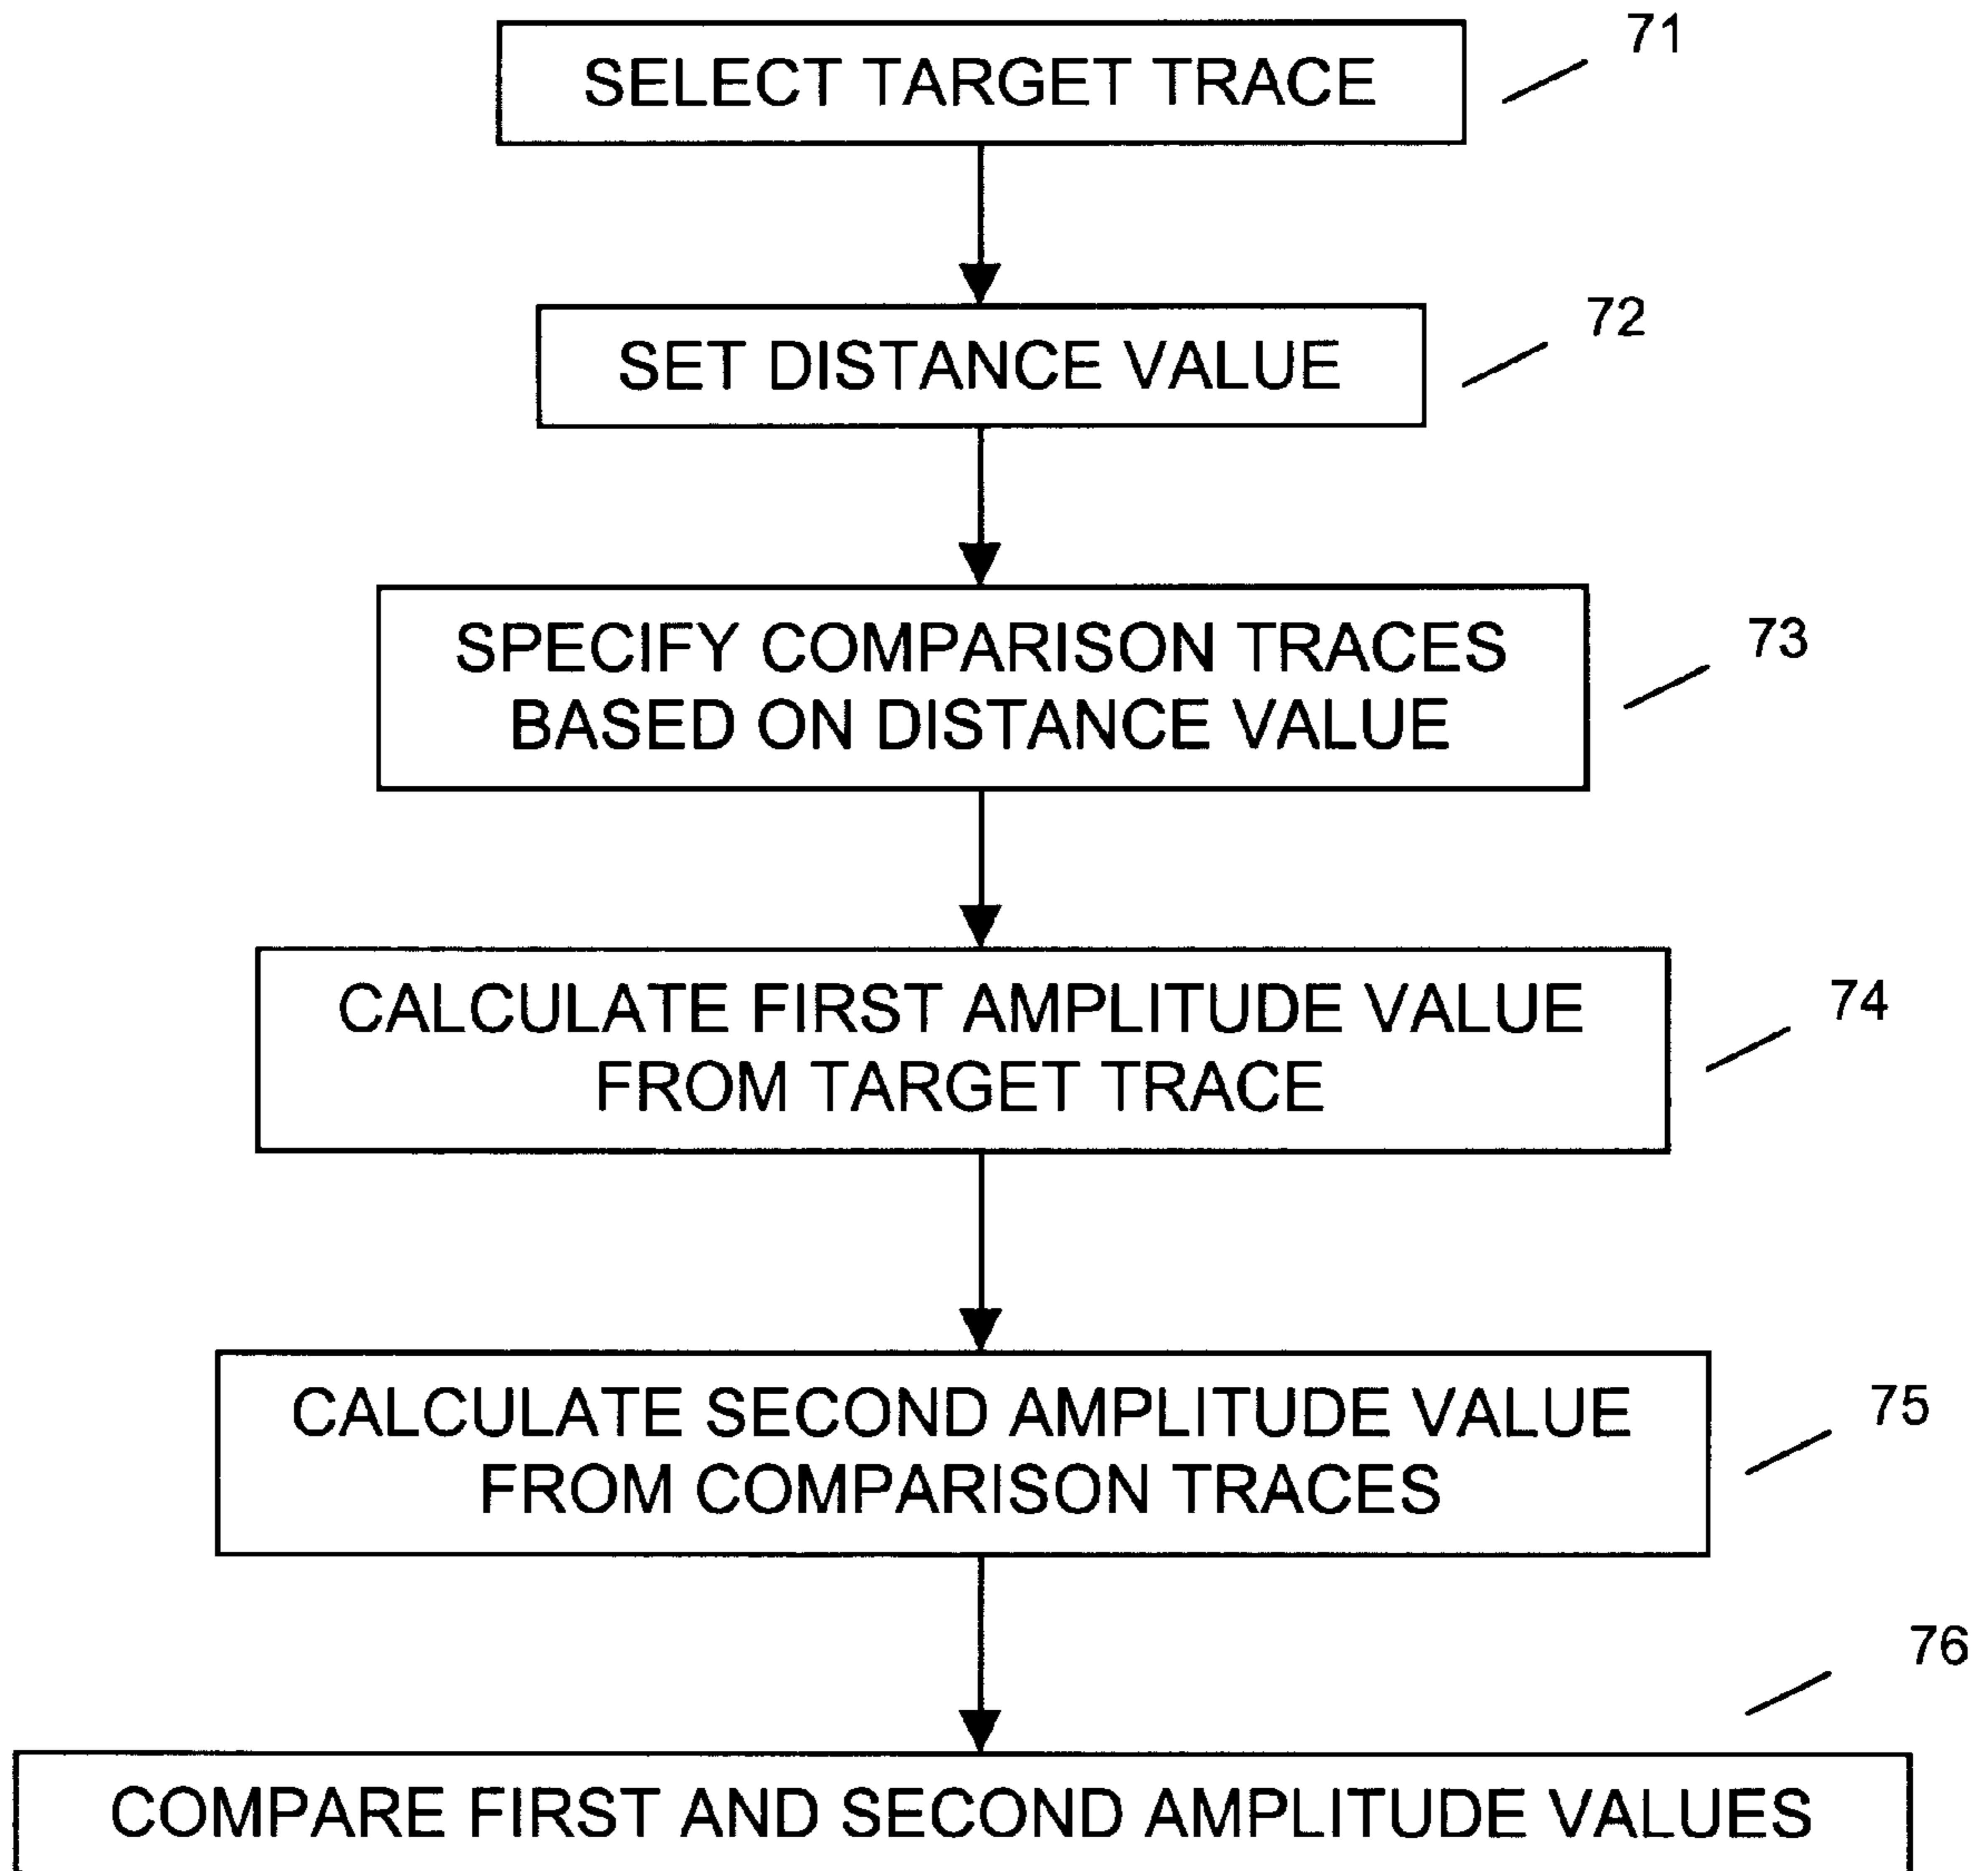 SELECT TARGET TRACE
71
SET DISTANCE VALUE
72
SPECIFY COMPARISON TRACES
BASED ON DISTANCE VALUE
73
CALCULATE FIRST AMPLITUDE VALUE
FROM TARGET TRACE
74
CALCULATE SECOND AMPLITUDE VALUE
FROM COMPARISON TRACES
75
76
COMPARE FIRST AND SECOND AMPLITUDE VALUES